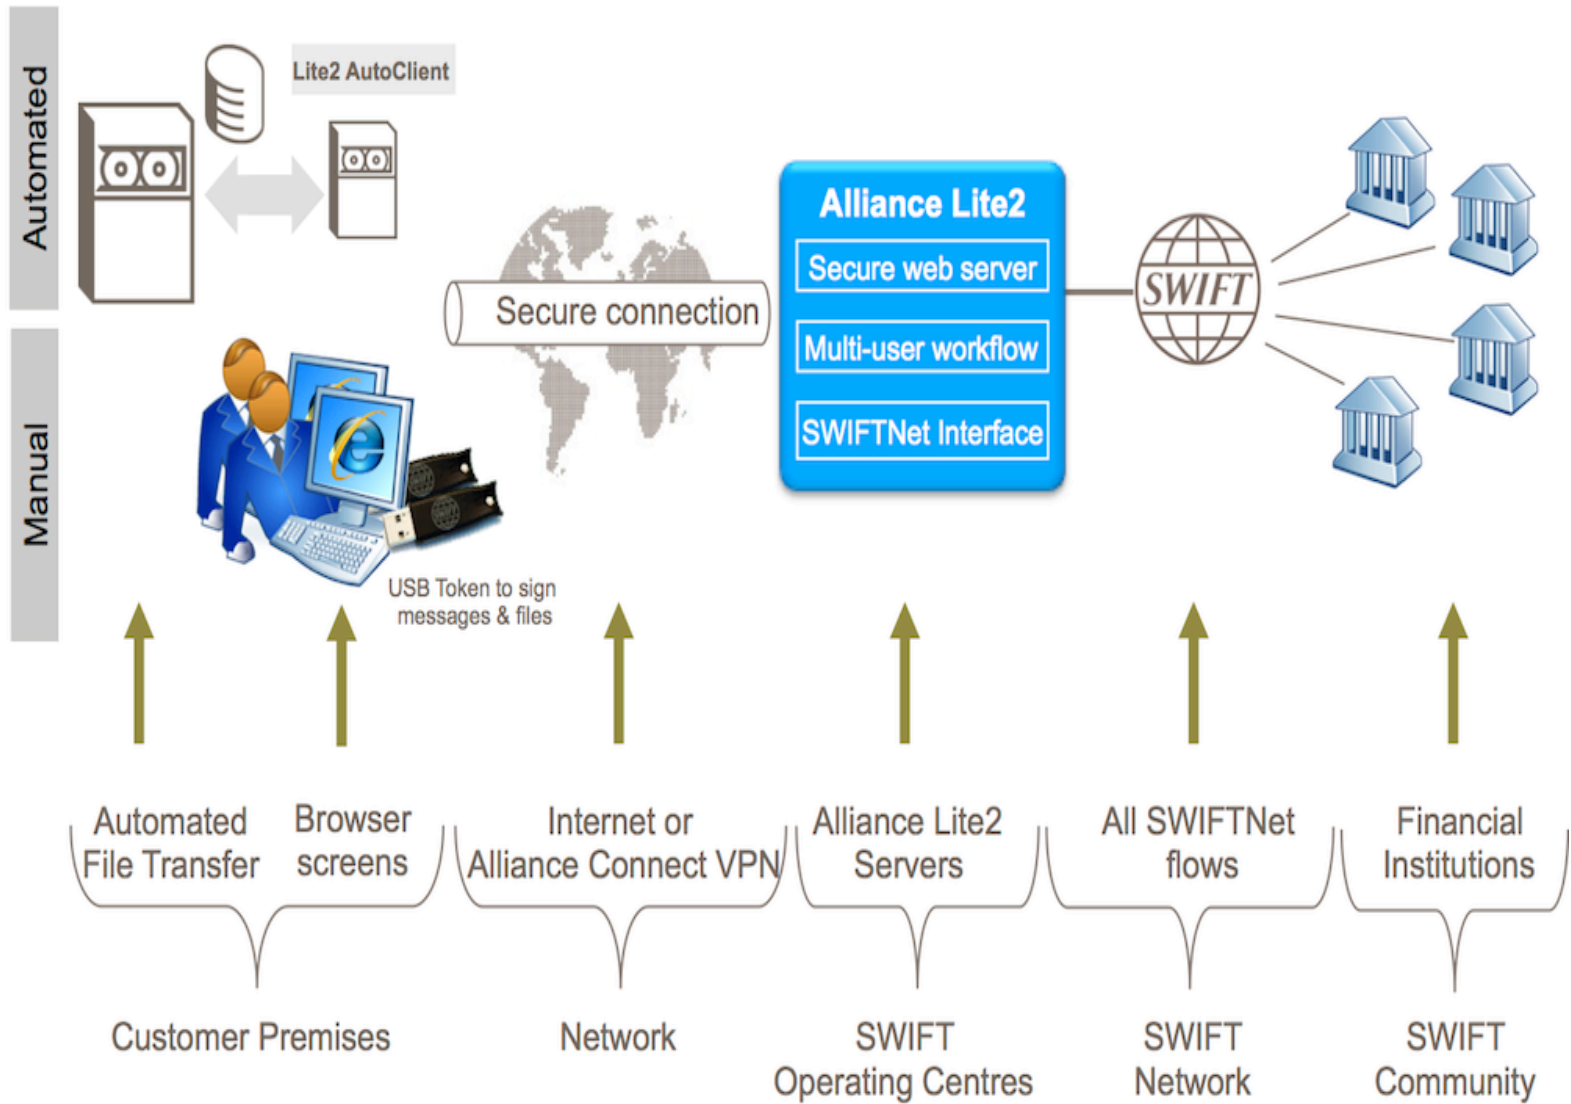 Automated
Lite2 AutoClient
Manual
USB Token to sign
messages & files
Secure connection
Alliance Lite2
Secure web server
Multi-user workflow
SWIFTNet Interface
SWIFT
Automated
File Transfer
Browser
screens
Internet or
Alliance Connect VPN
Alliance Lite2
Servers
All SWIFTNet
flows
Financial
Institutions
Customer Premises
Network
SWIFT
Operating Centres
SWIFT
Network
SWIFT
Community